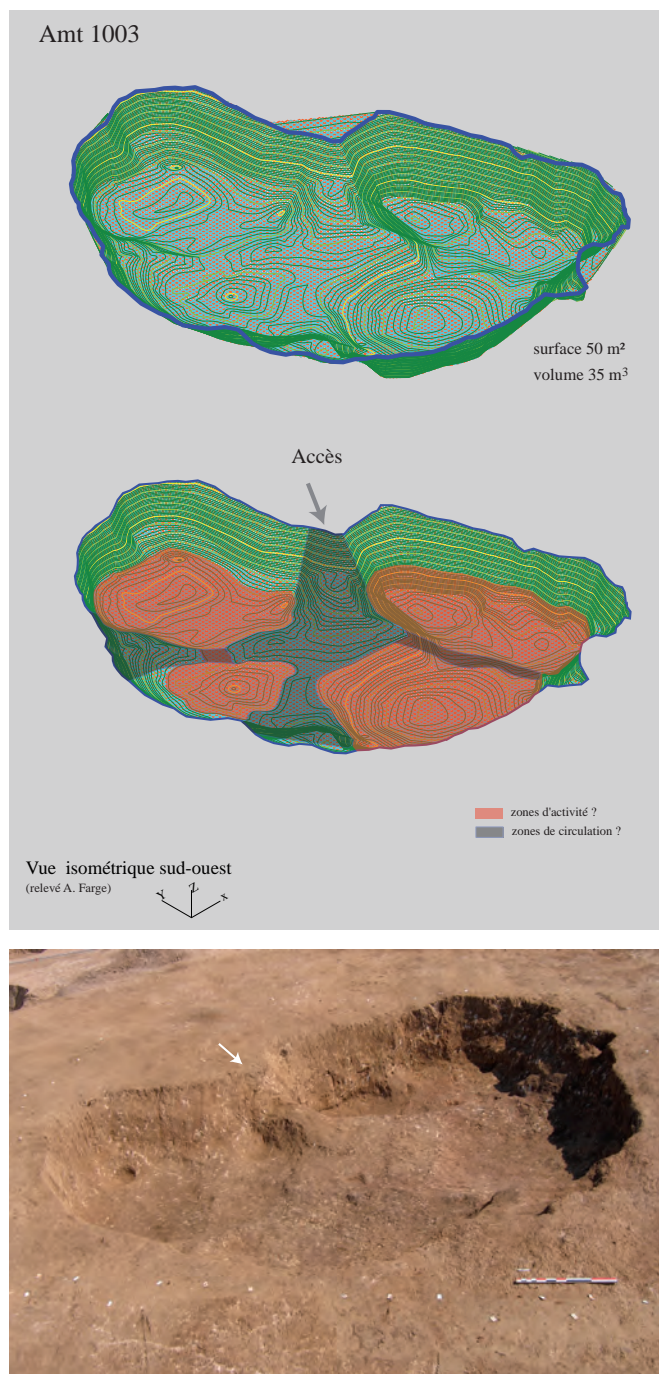 Amt 1003
surface 50 m²
volume 35 m³
Accès
zones d'activité ?
zones de circulation ?
Vue isométrique sud-ouest
(relevé A. Farge)
Y Z x